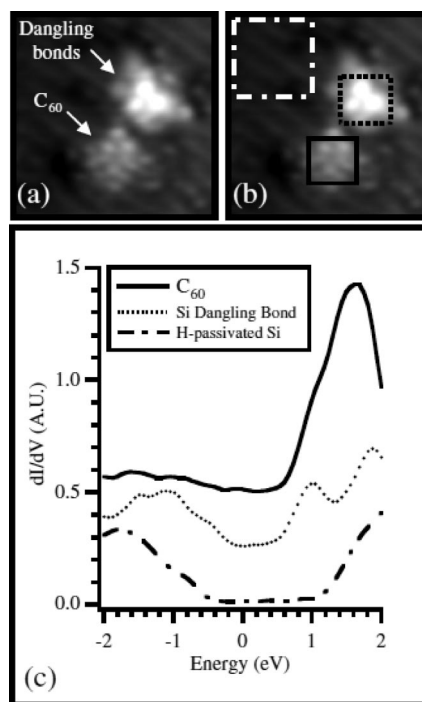 Dangling
bonds
C₆₀
(a)
(b)
1.5
1.0
0.5
0.0
dI/dV (A.U.)
C₆₀
Si Dangling Bond
H-passivated Si
-2
-1
0
1
2
Energy (eV)
(c)